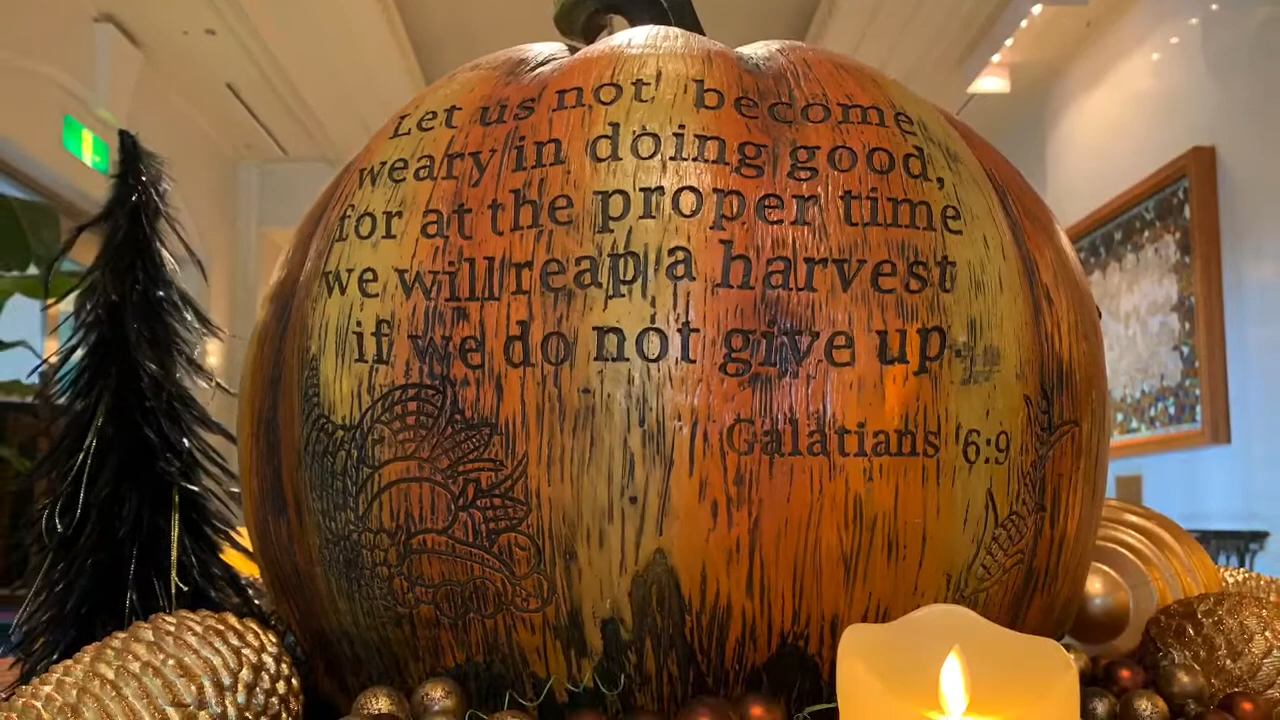 Let us not become
weary in doing good,
for at the proper time
we will reap a harvest
if we do not give up.
Galatians 6:9